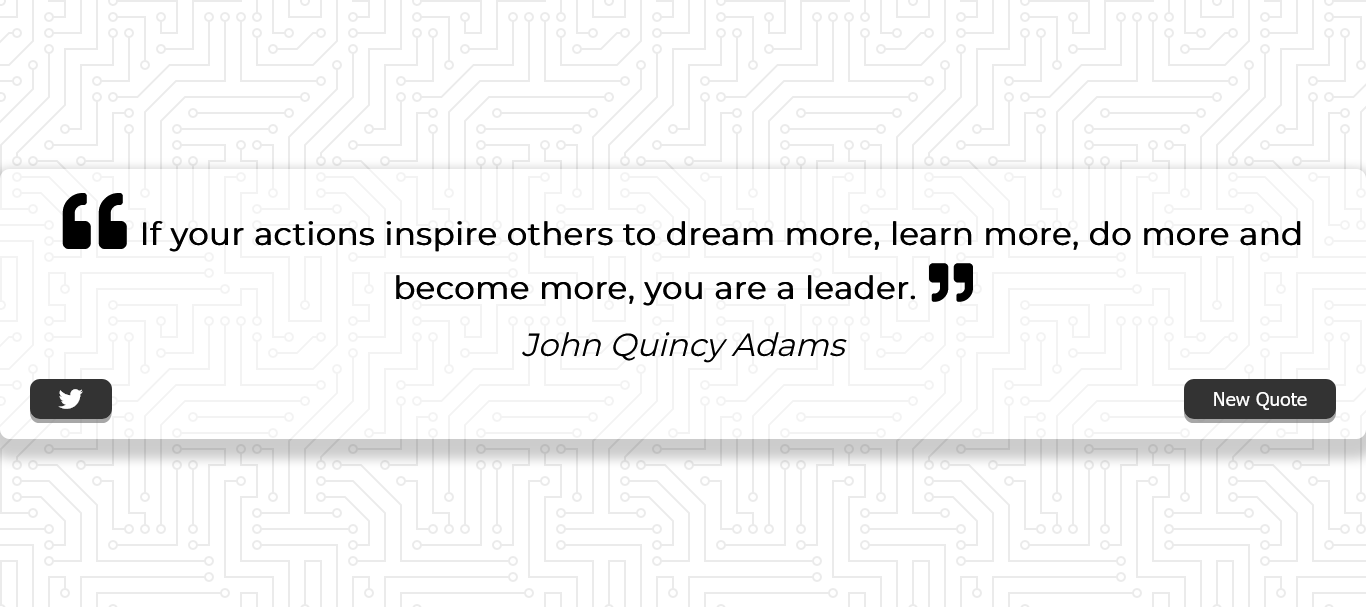 ❝ If your actions inspire others to dream more, learn more, do more and
become more, you are a leader. ❞
John Quincy Adams
New Quote